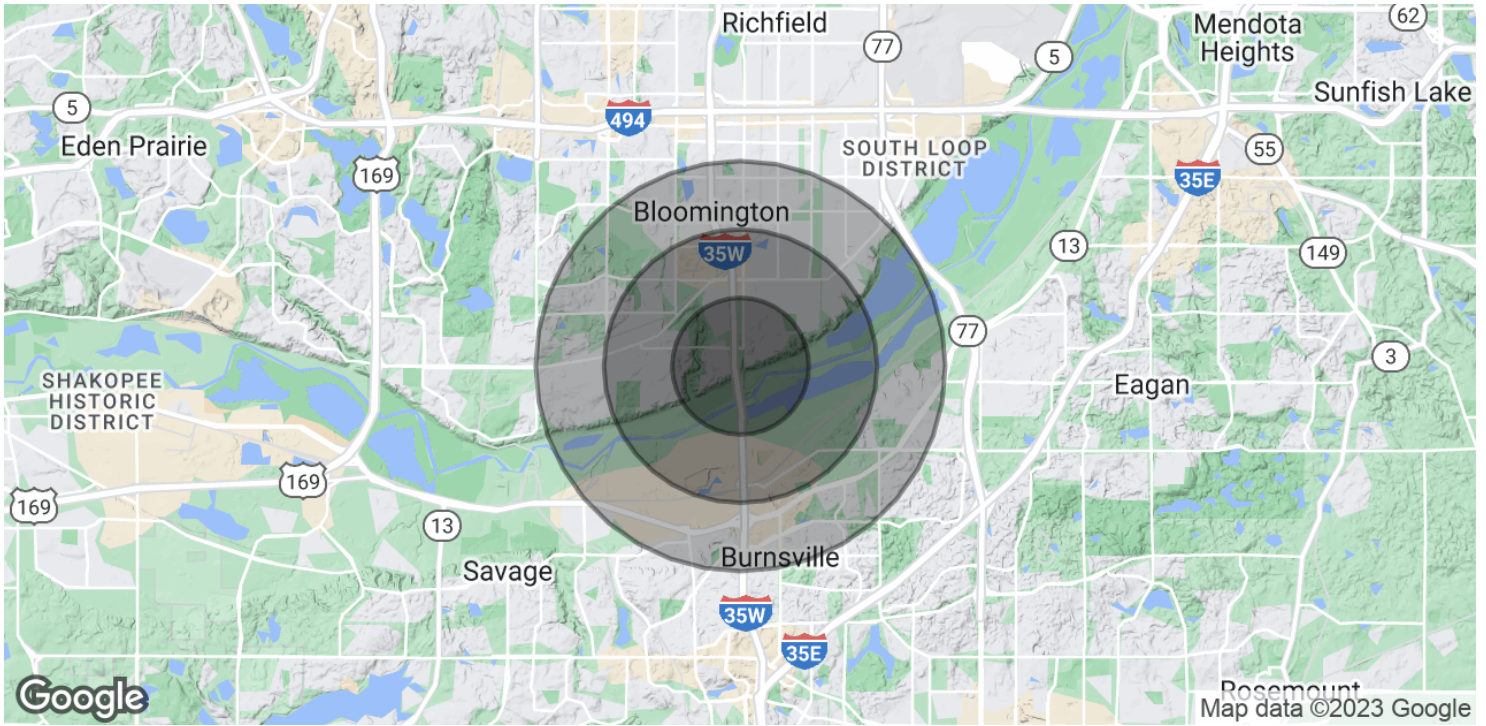 Richfield
Mendota
Heights
62
77
5
Sunfish Lake
5
494
Eden Prairie
SOUTH LOOP
DISTRICT
55
169
35E
Bloomington
35W
13
149
77
3
SHAKOPEE
HISTORIC
DISTRICT
Eagan
169
169
13
Burnsville
Savage
35W
35E
Rosemount
Google
Map data ©2023 Google